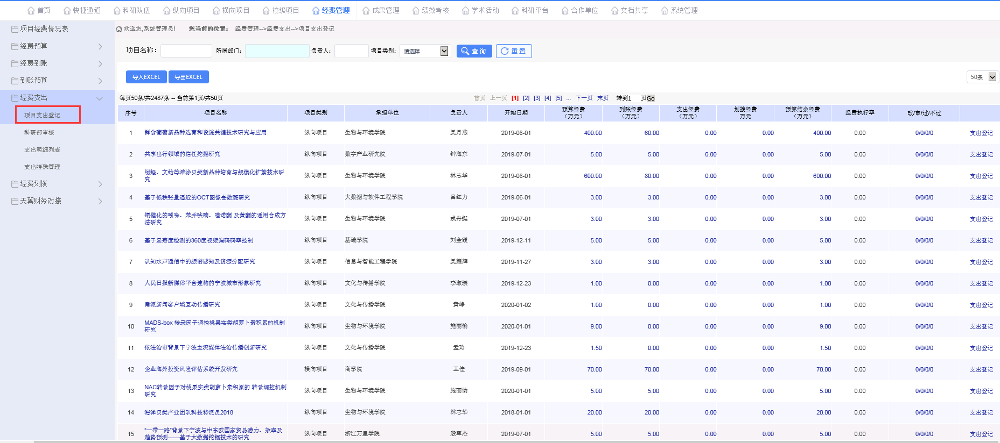 首页 快捷通道 科研队伍 纵向项目 横向项目 校级项目 经费管理 成果管理 绩效考核 学术活动 科研平台 合作单位 文档共享 系统管理
项目经费情况表
经费预算
经费到账
到账预算
经费支出
项目支出登记
科研部审核
支出明细列表
支出特殊管理
经费划拨
天翼财务对接
欢迎您,系统管理员! 您当前的位置： 经费管理-->经费支出-->项目支出登记
项目名称： 所属部门： 负责人： 项目类别： 请选择 查 询 重 置
导入EXCEL 导出EXCEL 50条
每页50条/共2487条 -- 当前第1页/共50页 首页 上一页 [1] [2] [3] [4] [5] ... 下一页 末页 转到1 页Go
序号 项目名称 项目类别 承担单位 负责人 开始日期 预算经费（万元） 到账经费（万元） 支出经费（万元） 划拨经费万元 预算结余经费（万元） 经费执行率 改/审/过/不过
1 鲜食葡萄新品种选育和设施关键技术研究与应用 纵向项目 生物与环境学院 吴月燕 2019-08-01 400.00 60.00 0.00 0.00 400.00 0.00 0/0/0/0 支出登记
2 共享出行领域的信任挖掘研究 纵向项目 数字产业研究院 钟海东 2019-07-01 5.00 5.00 0.00 0.00 5.00 0.00 0/0/0/0 支出登记
3 缢蛏、文蛤等滩涂贝类新品种培育与规模化扩繁技术研
究 纵向项目 生物与环境学院 林志华 2019-08-01 600.00 80.00 0.00 0.00 600.00 0.00 0/0/0/0 支出登记
4 基于低秩张量逼近的OCT图像去散斑研究 纵向项目 大数据与软件工程学院 吕红力 2019-06-01 3.00 3.00 0.00 0.00 3.00 0.00 0/0/0/0 支出登记
5 铜催化的吲哚、苯并呋喃、喹诺酮 及黄酮的通用合成方
法研究 纵向项目 生物与环境学院 2019-07-01 3.00 3.00 0.00 0.00 3.00 0.00 0/0/0/0 支出登记
6 基于显著度检测的360度视频编码码率控制 纵向项目 基础学院 刘金霞 2019-12-11 5.00 5.00 0.00 0.00 5.00 0.00 0/0/0/0 支出登记
7 认知水声通信中的频谱感知及资源分配研究 纵向项目 信息与智能工程学院 吴耀辉 2019-11-27 3.00 3.00 0.00 0.00 3.00 0.00 0/0/0/0 支出登记
8 人民日报新媒体平台建构的宁波城市形象研究 纵向项目 文化与传播学院 李淑瑛 2019-12-23 1.00 0.00 0.00 0.00 1.00 0.00 0/0/0/0 支出登记
9 甬派新闻客户端互动传播研究 纵向项目 文化与传播学院 黄峥 2020-01-02 1.00 0.00 0.00 0.00 1.00 0.00 0/0/0/0 支出登记
10 MADS-box 转录因子调控桃果实类胡萝卜素积累的机制
研究 纵向项目 生物与环境学院 施丽愉 2020-01-01 9.00 0.00 0.00 0.00 9.00 0.00 0/0/0/0 支出登记
11 依法治市背景下宁波主流媒体法治传播创新研究 纵向项目 文化与传播学院 孟玲 2019-12-23 1.50 0.00 0.00 0.00 1.50 0.00 0/0/0/0 支出登记
12 企业海外投资风险评估系统开发研究 横向项目 商学院 王佳 2019-09-01 70.00 70.00 0.00 0.00 70.00 0.00 0/0/0/0 支出登记
13 NAC转录因子对桃果实类胡萝卜素积累的 转录调控机制
研究 纵向项目 生物与环境学院 施丽愉 2020-01-01 5.00 5.00 0.00 0.00 5.00 0.00 0/0/0/0 支出登记
14 海洋贝类产业团队科技特派员2018 纵向项目 生物与环境学院 林志华 2018-01-01 20.00 20.00 0.00 0.00 20.00 0.00 0/0/0/0 支出登记
15 “一带一路”背景下宁波与中东欧国家贸易潜力、效率及
趋势预测——基于大数据挖掘技术的研究 纵向项目 浙江万里学院 殷军杰 2019-07-01 5.00 5.00 0.00 0.00 5.00 0.00 0/0/0/0 支出登记